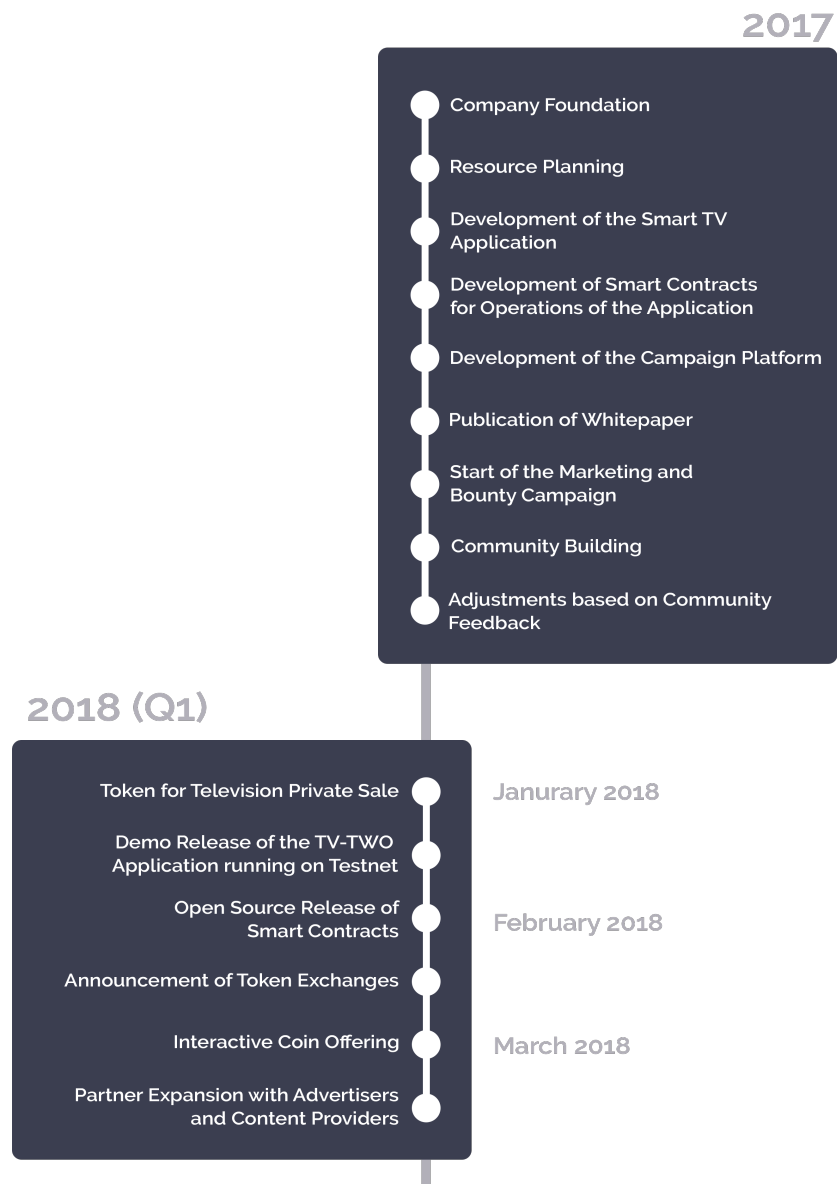 2017
Company Foundation
Resource Planning
Development of the Smart TV
Application
Development of Smart Contracts
for Operations of the Application
Development of the Campaign Platform
Publication of Whitepaper
Start of the Marketing and
Bounty Campaign
Community Building
Adjustments based on Community
Feedback
2018 (Q1)
Token for Television Private Sale
Janurary 2018
Demo Release of the TV-TWO
Application running on Testnet
Open Source Release of
Smart Contracts
February 2018
Announcement of Token Exchanges
Interactive Coin Offering
March 2018
Partner Expansion with Advertisers
and Content Providers